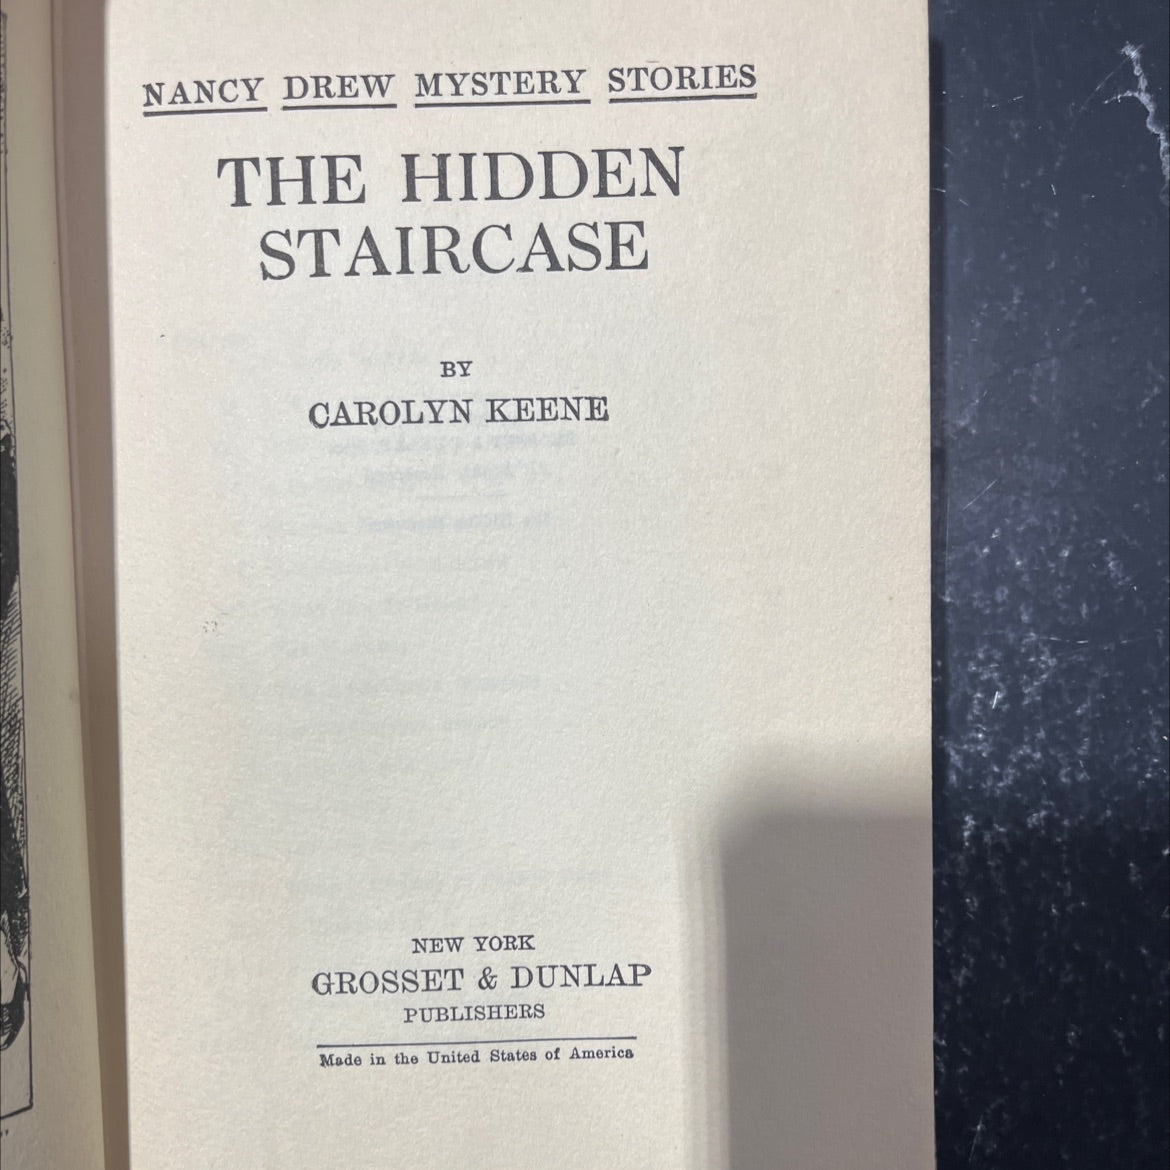 NANCY DREW MYSTERY STORIES
THE HIDDEN
STAIRCASE
BY
CAROLYN KEENE
NEW YORK
GROSSET & DUNLAP
PUBLISHERS
Made in the United States of America